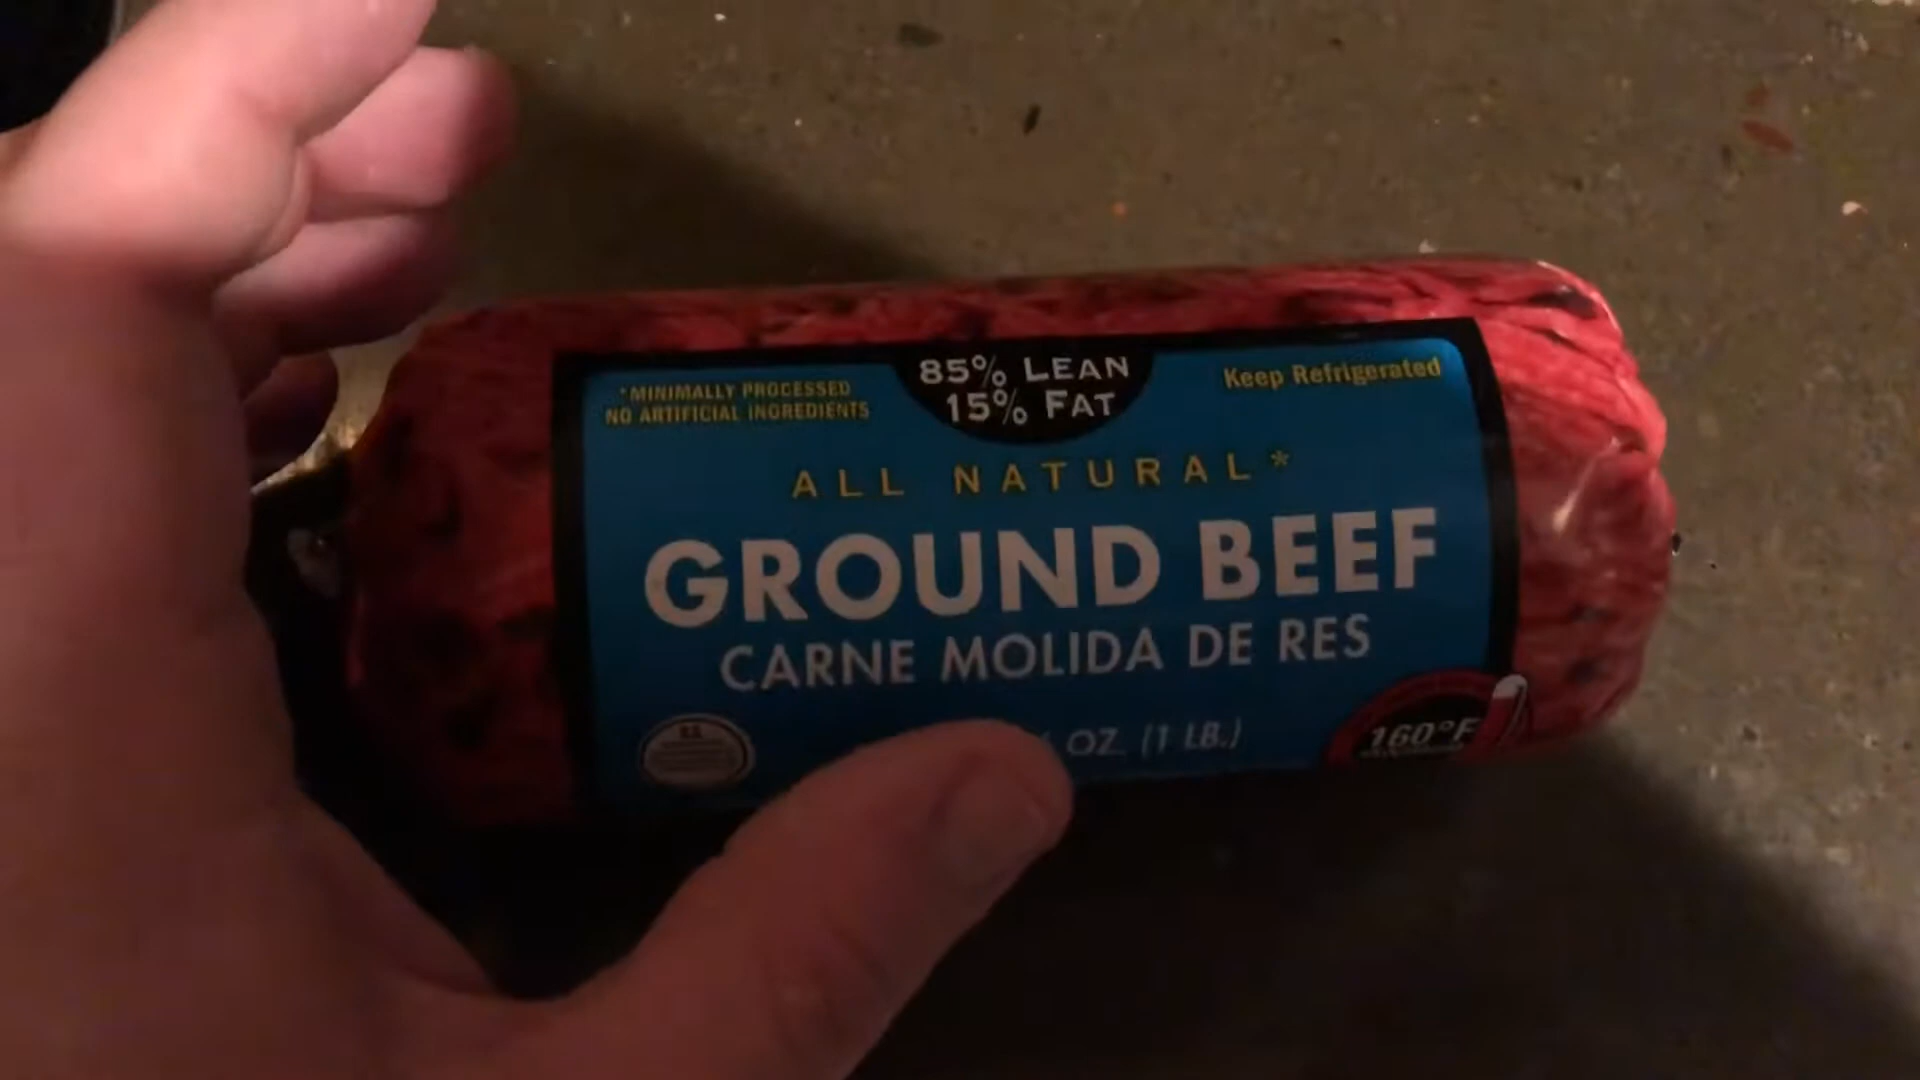 *MINIMALLY PROCESSED
NO ARTIFICIAL INGREDIENTS
85% LEAN
15% FAT
Keep Refrigerated
ALL NATURAL*
GROUND BEEF
CARNE MOLIDA DE RES
OZ. (1 LB.)
160°F